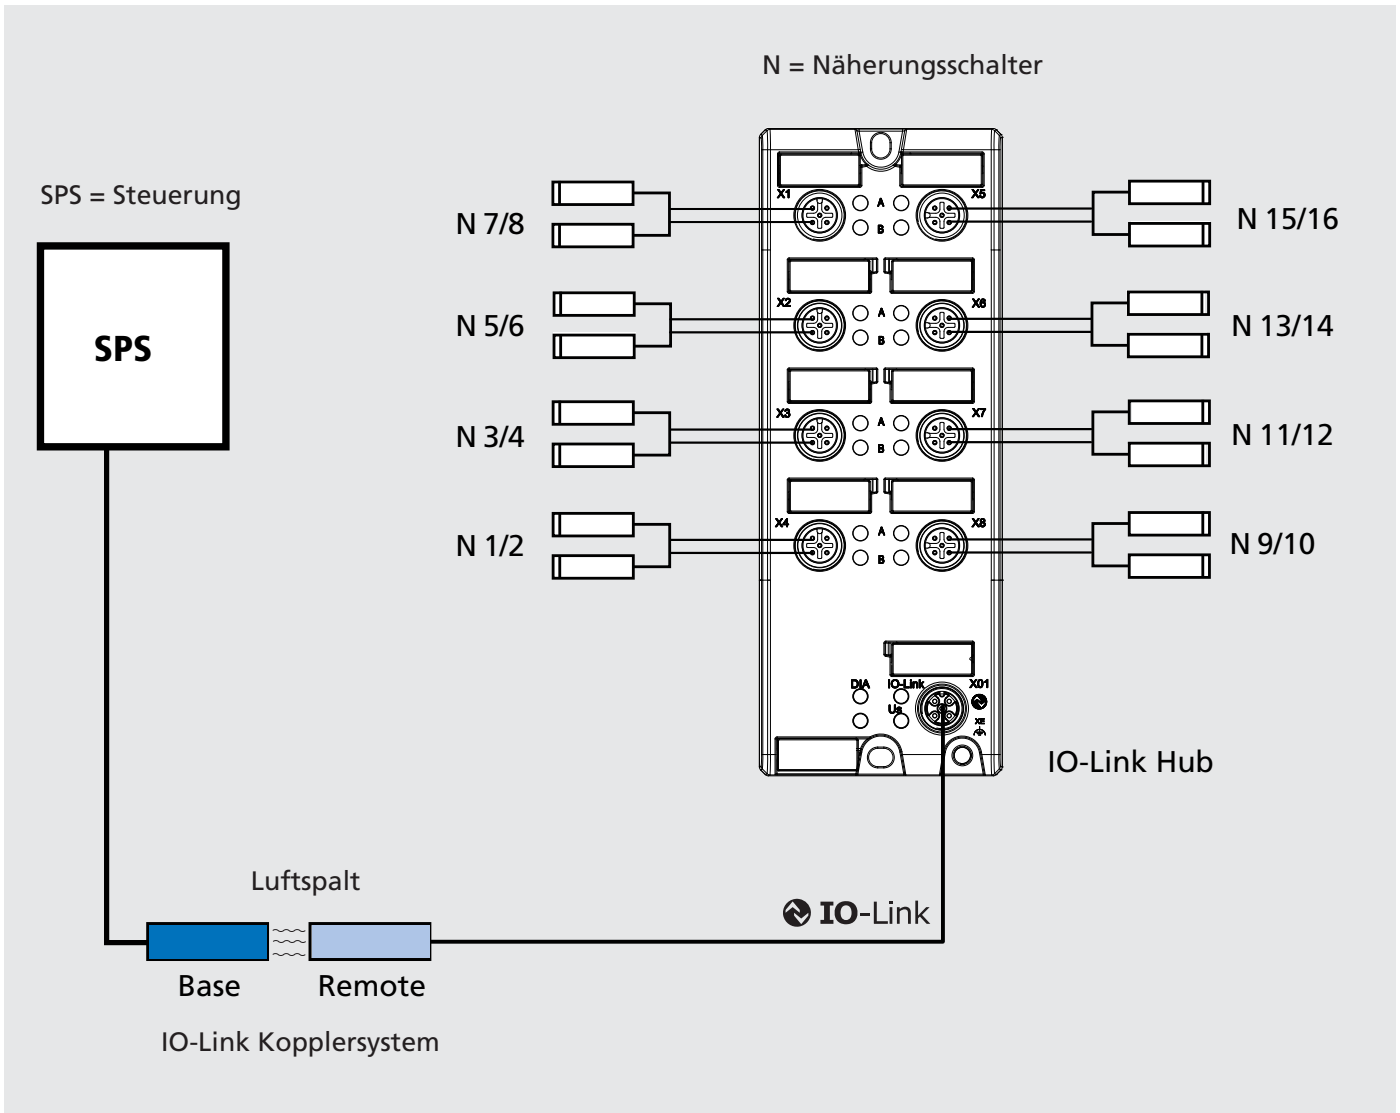 N = Näherungsschalter
SPS = Steuerung
SPS
N 7/8
X1
A
B
X5
N 15/16
N 5/6
X2
A
B
X6
N 13/14
N 3/4
X3
A
B
X7
N 11/12
N 1/2
X4
A
B
X8
N 9/10
DIA
IO-Link
X01
Us
XE
IO-Link Hub
Luftspalt
IO-Link
Base
Remote
IO-Link Kopplersystem